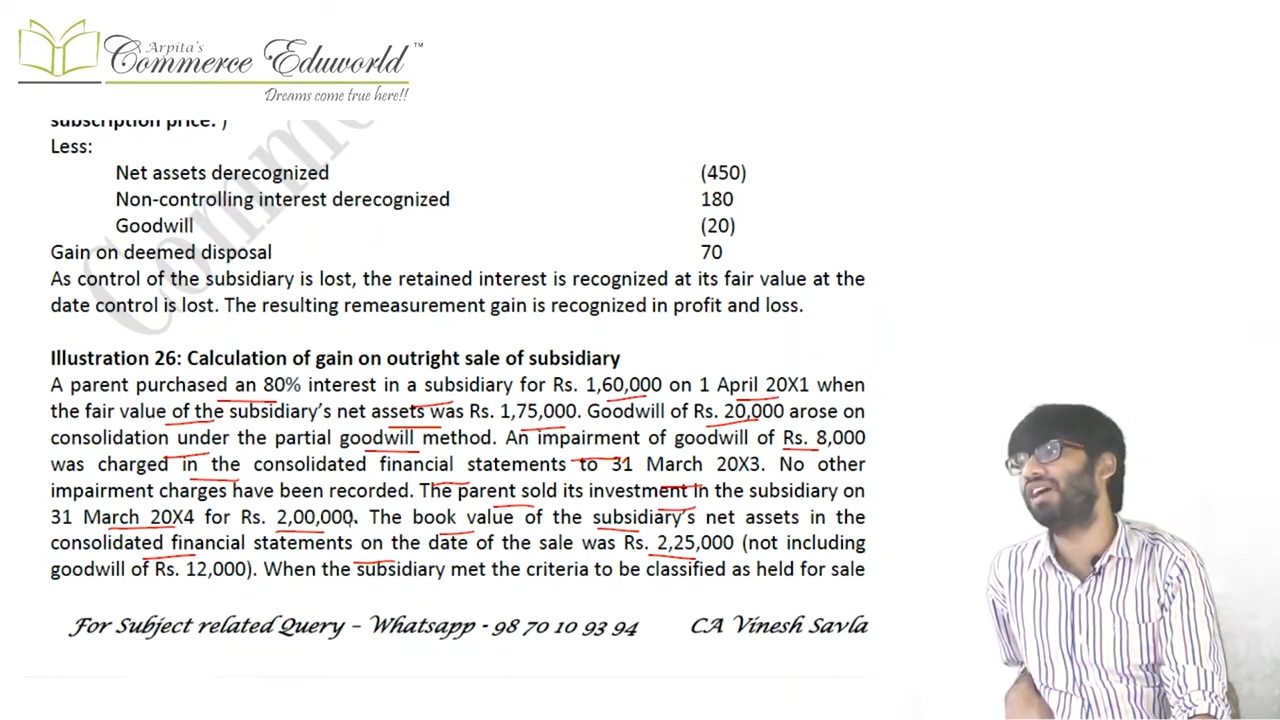 Arpita's
Commerce Eduworld™
Dreams come true here!!
subscription price. )
Less:
Net assets derecognized (450)
Non-controlling interest derecognized 180
Goodwill (20)
Gain on deemed disposal 70
As control of the subsidiary is lost, the retained interest is recognized at its fair value at the
date control is lost. The resulting remeasurement gain is recognized in profit and loss.
Illustration 26: Calculation of gain on outright sale of subsidiary
A parent purchased an 80% interest in a subsidiary for Rs. 1,60,000 on 1 April 20X1 when
the fair value of the subsidiary's net assets was Rs. 1,75,000. Goodwill of Rs. 20,000 arose on
consolidation under the partial goodwill method. An impairment of goodwill of Rs. 8,000
was charged in the consolidated financial statements to 31 March 20X3. No other
impairment charges have been recorded. The parent sold its investment in the subsidiary on
31 March 20X4 for Rs. 2,00,000. The book value of the subsidiary's net assets in the
consolidated financial statements on the date of the sale was Rs. 2,25,000 (not including
goodwill of Rs. 12,000). When the subsidiary met the criteria to be classified as held for sale
For Subject related Query – Whatsapp - 98 70 10 93 94 CA Vinesh Savla